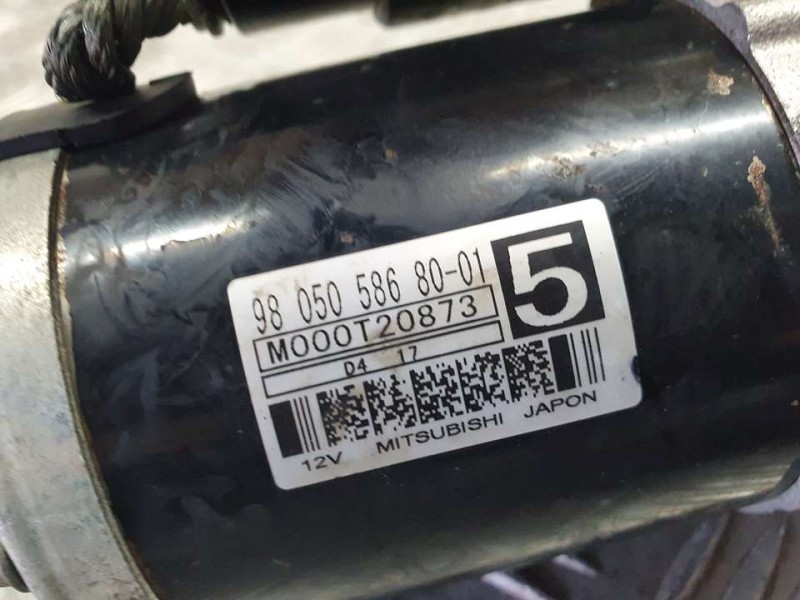 98 050 586 80-01
5
M000T20873
D4 17
12V MITSUBISHI JAPON